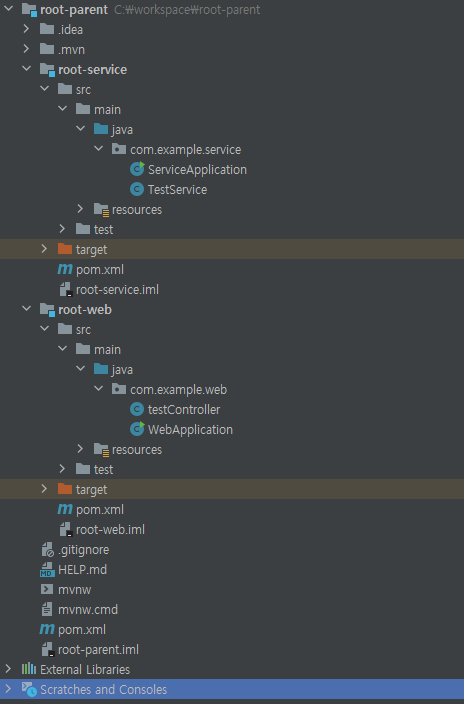 root-parent C:₩workspace₩root-parent
.idea
.mvn
root-service
src
main
java
com.example.service
ServiceApplication
TestService
resources
test
target
pom.xml
root-service.iml
root-web
src
main
java
com.example.web
testController
WebApplication
resources
test
target
pom.xml
root-web.iml
.gitignore
HELP.md
mvnw
mvnw.cmd
pom.xml
root-parent.iml
External Libraries
Scratches and Consoles